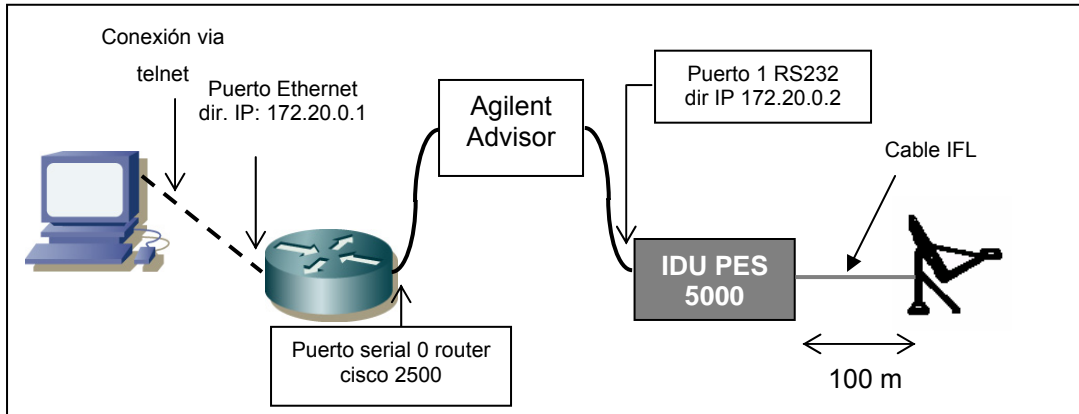 Conexión via
telnet
Puerto Ethernet
dir. IP: 172.20.0.1
Agilent
Advisor
Puerto 1 RS232
dir IP 172.20.0.2
Cable IFL
IDU PES
5000
Puerto serial 0 router
cisco 2500
100 m